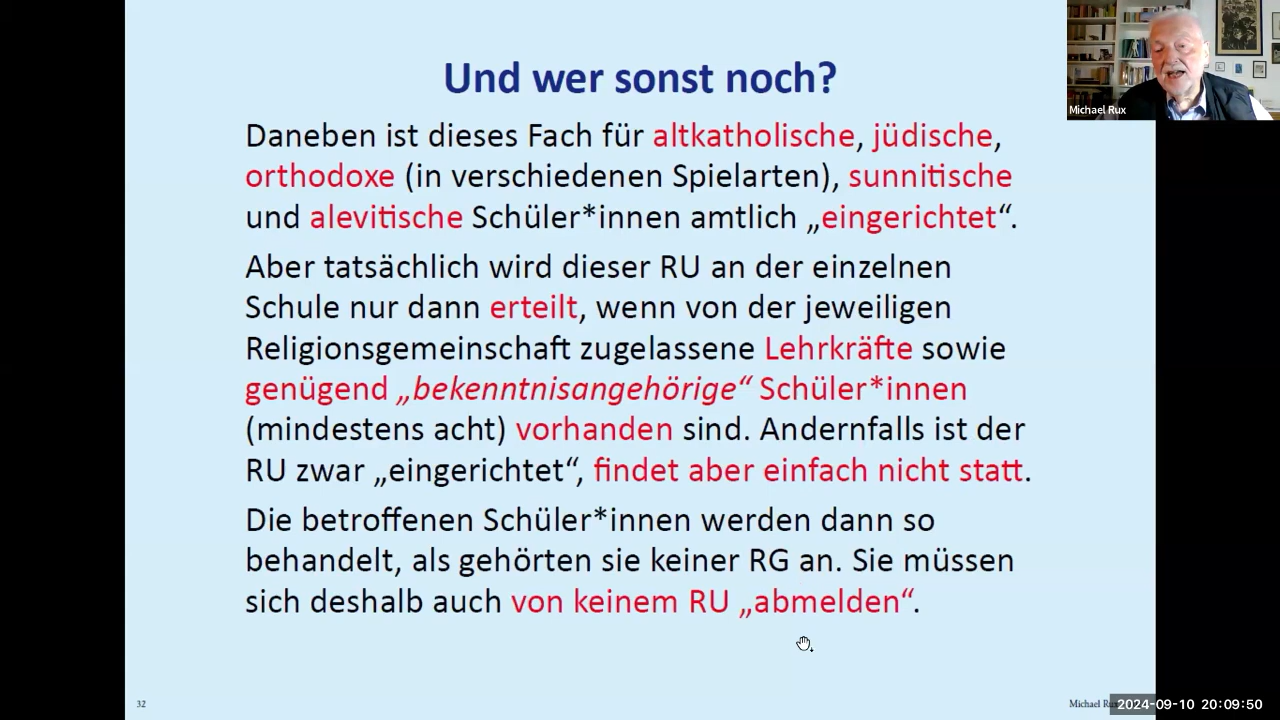 Und wer sonst noch?
Michael Rux
Daneben ist dieses Fach für altkatholische, jüdische,
orthodoxe (in verschiedenen Spielarten), sunnitische
und alevitische Schüler*innen amtlich „eingerichtet“.
Aber tatsächlich wird dieser RU an der einzelnen
Schule nur dann erteilt, wenn von der jeweiligen
Religionsgemeinschaft zugelassene Lehrkräfte sowie
genügend „bekenntnisangehörige“ Schüler*innen
(mindestens acht) vorhanden sind. Andernfalls ist der
RU zwar „eingerichtet“, findet aber einfach nicht statt.
Die betroffenen Schüler*innen werden dann so
behandelt, als gehörten sie keiner RG an. Sie müssen
sich deshalb auch von keinem RU „abmelden“.
32
Michael 2024-09-10 20:09:50